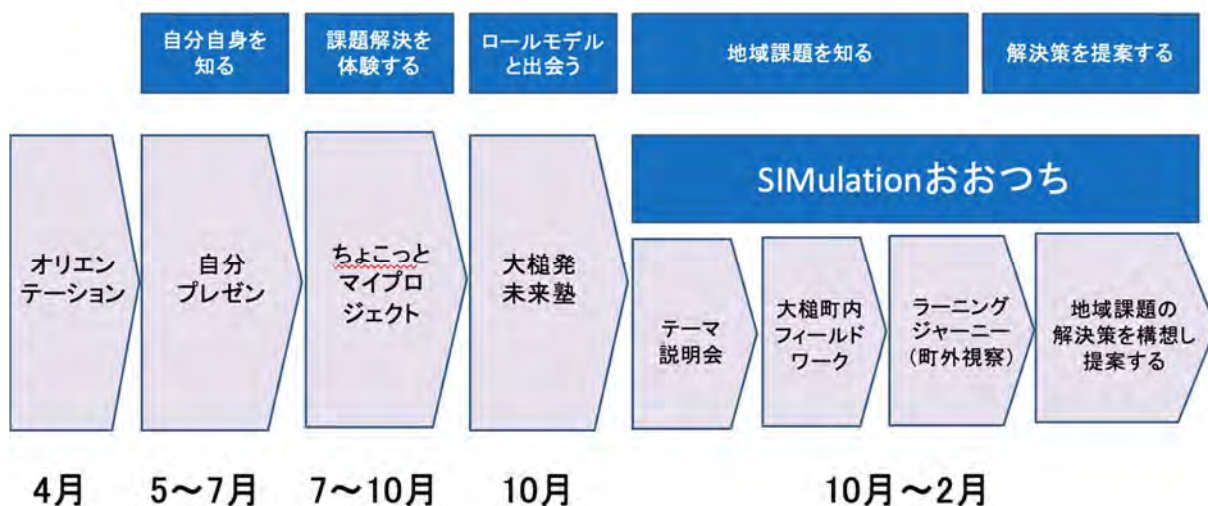 自分自身を
知る
課題解決を
体験する
ロールモデル
と出会う
地域課題を知る
解決策を提案する
SIMulationおおつち
オリエン
テーション
自分
プレゼン
ちょこっと
マイプロ
ジェクト
大槌発
未来塾
テーマ
説明会
大槌町内
フィールド
ワーク
ラーニング
ジャーニー
(町外視察)
地域課題の
解決策を構想し
提案する
4月
5~7月
7~10月
10月
10月~2月